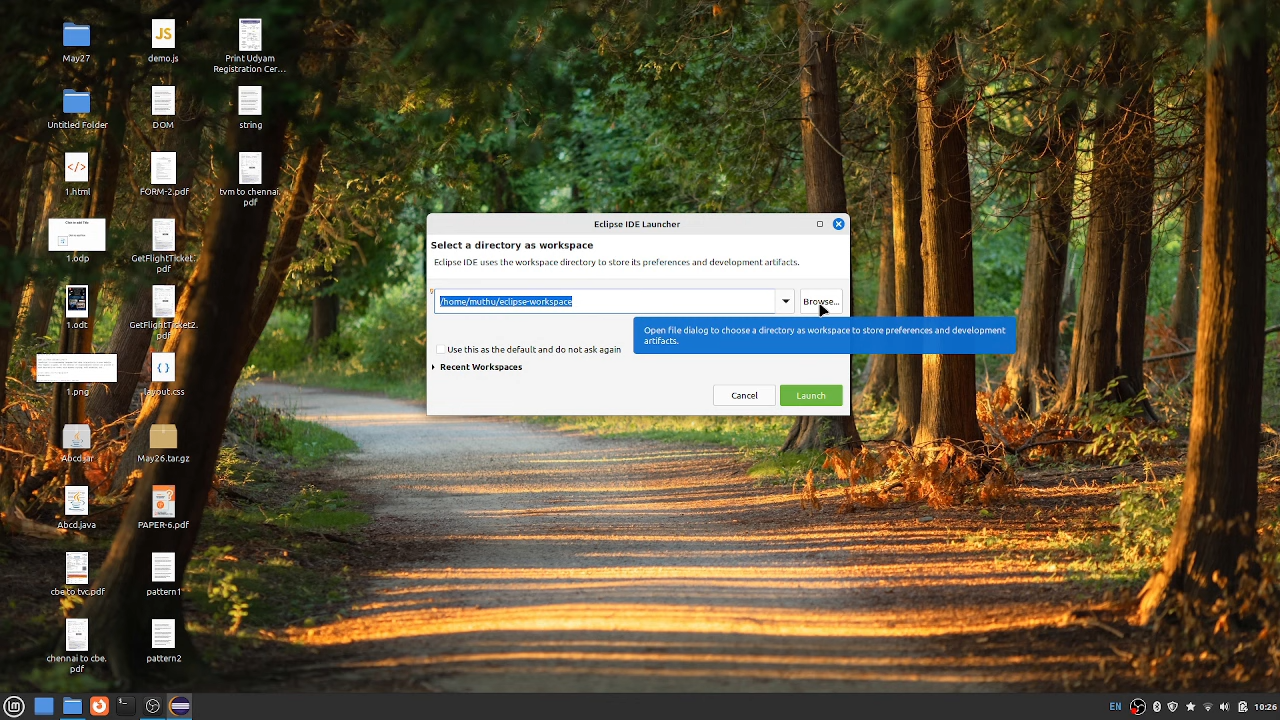 May27
demo.js
Print Udyam
Registration Cer...
Untitled Folder
DOM
string
1.html
FORM-2.pdf
tvm to chennai.
pdf
1.odp
GetFlightTicket.
pdf
1.odt
GetFlightTicket2.
pdf
1.png
layout.css
Abcd.jar
May26.tar.gz
Abcd.java
PAPER-6.pdf
cbe to tvc.pdf
pattern1
chennai to cbe.
pdf
pattern2
JS
Eclipse IDE Launcher
Select a directory as workspace
Eclipse IDE uses the workspace directory to store its preferences and development artifacts.
/home/muthu/eclipse-workspace
Browse...
Open file dialog to choose a directory as workspace to store preferences and development
artifacts.
Use this as the default and do not ask again
Recent Workspaces
Cancel
Launch
EN
10:26